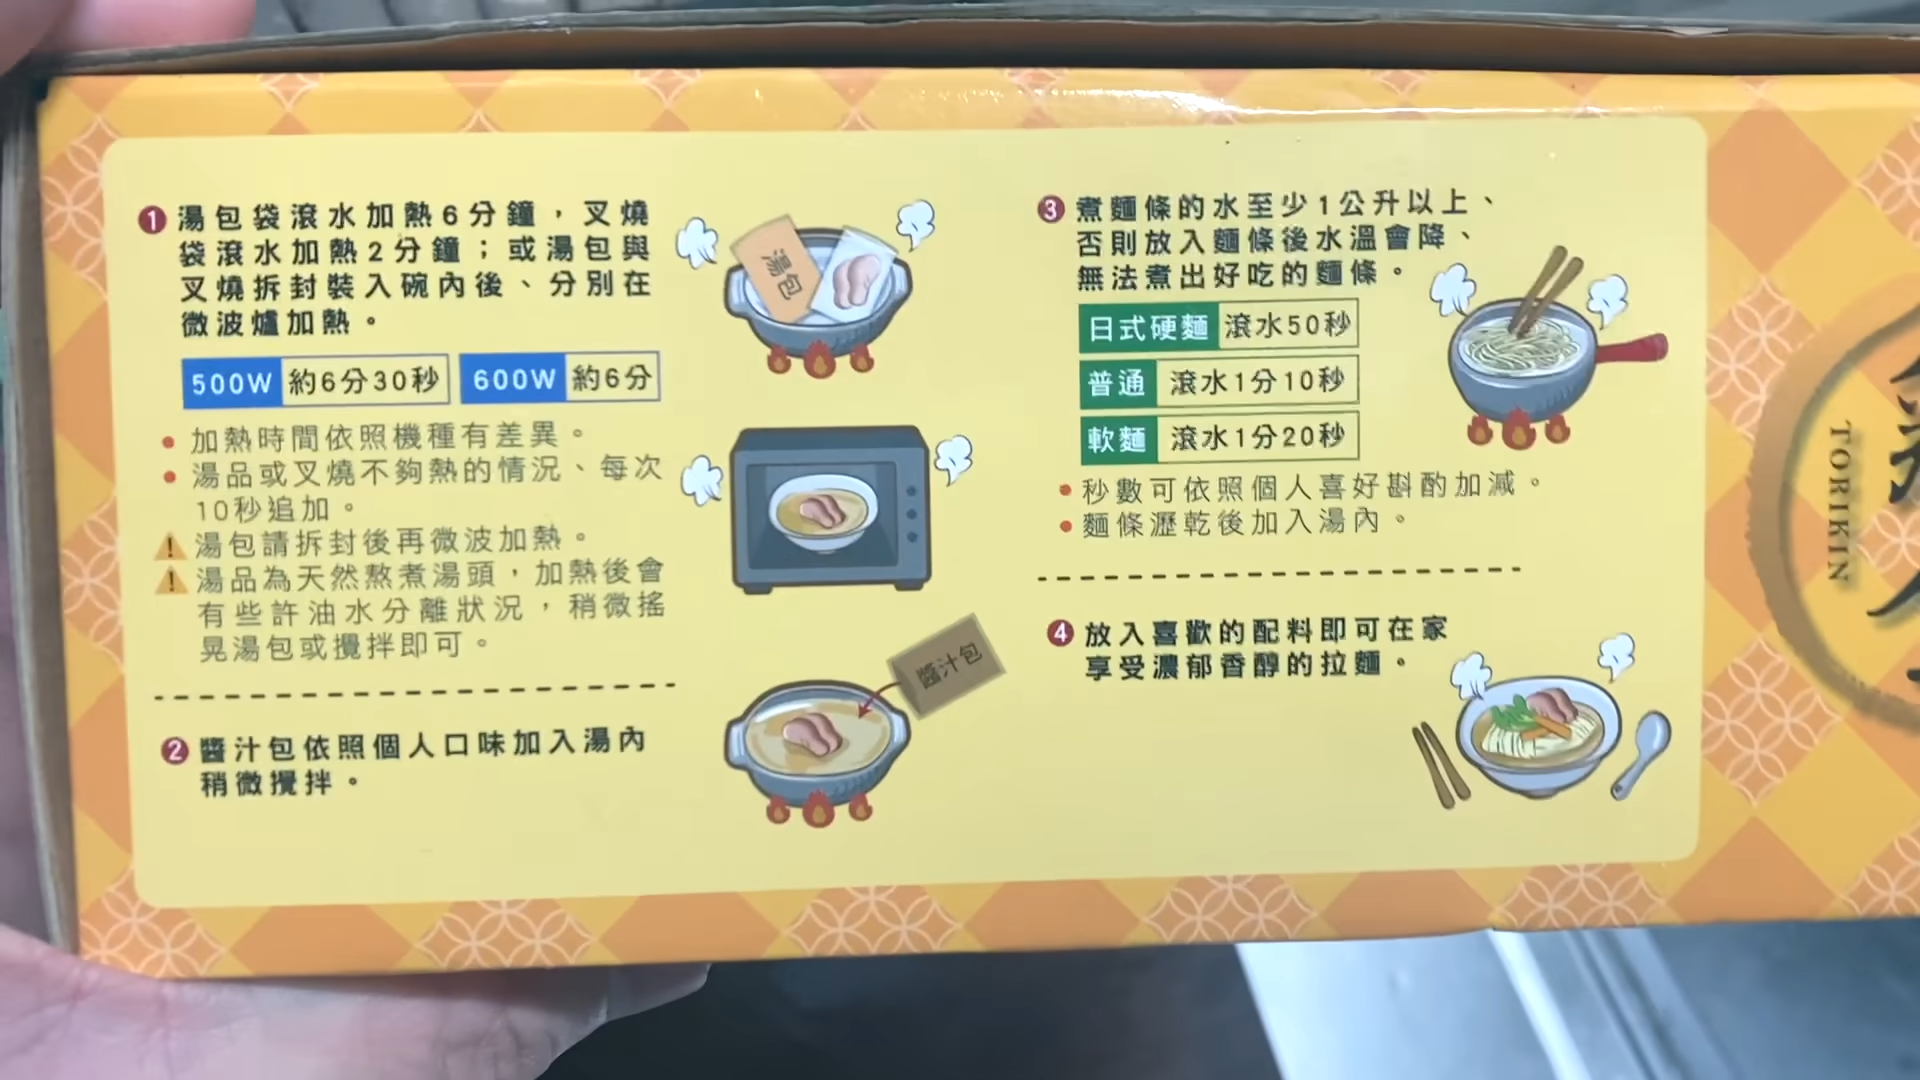 1 湯包袋滾水加熱6分鐘，叉燒
袋滾水加熱2分鐘；或湯包與
叉燒拆封裝入碗內後、分別在
微波爐加熱。
500W 約6分30秒 600W 約6分
• 加熱時間依照機種有差異。
• 湯品或叉燒不夠熱的情況、每次
10秒追加。
! 湯包請拆封後再微波加熱。
! 湯品為天然熬煮湯頭，加熱後會
有些許油水分離狀況，稍微搖
晃湯包或攪拌即可。
湯包
2 醬汁包依照個人口味加入湯內
稍微攪拌。
醬汁包
3 煮麵條的水至少1公升以上、
否則放入麵條後水溫會降、
無法煮出好吃的麵條。
日式硬麵 滾水50秒
普通 滾水1分10秒
軟麵 滾水1分20秒
• 秒數可依照個人喜好斟酌加減。
• 麵條瀝乾後加入湯內。
4 放入喜歡的配料即可在家
享受濃郁香醇的拉麵。
TORIKIN